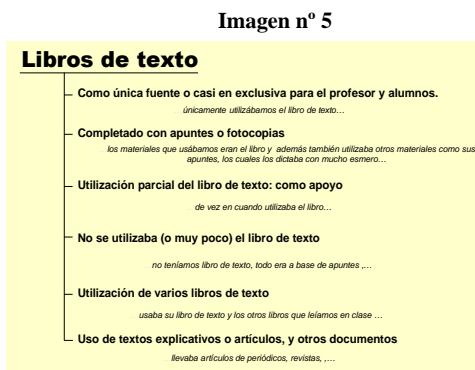 Imagen nº 5
Libros de texto
Como única fuente o casi en exclusiva para el profesor y alumnos.
...únicamente utilizábamos el libro de texto…
Completado con apuntes o fotocopias
...los materiales que usábamos eran el libro y además también utilizaba otros materiales como sus
apuntes, los cuales los dictaba con mucho esmero…
Utilización parcial del libro de texto: como apoyo
...de vez en cuando utilizaba el libro…
No se utilizaba (o muy poco) el libro de texto
no teníamos libro de texto, todo era a base de apuntes ,…
Utilización de varios libros de texto
...usaba su libro de texto y los otros libros que leíamos en clase …
Uso de textos explicativos o artículos, y otros documentos
...llevaba artículos de periódicos, revistas, ,…